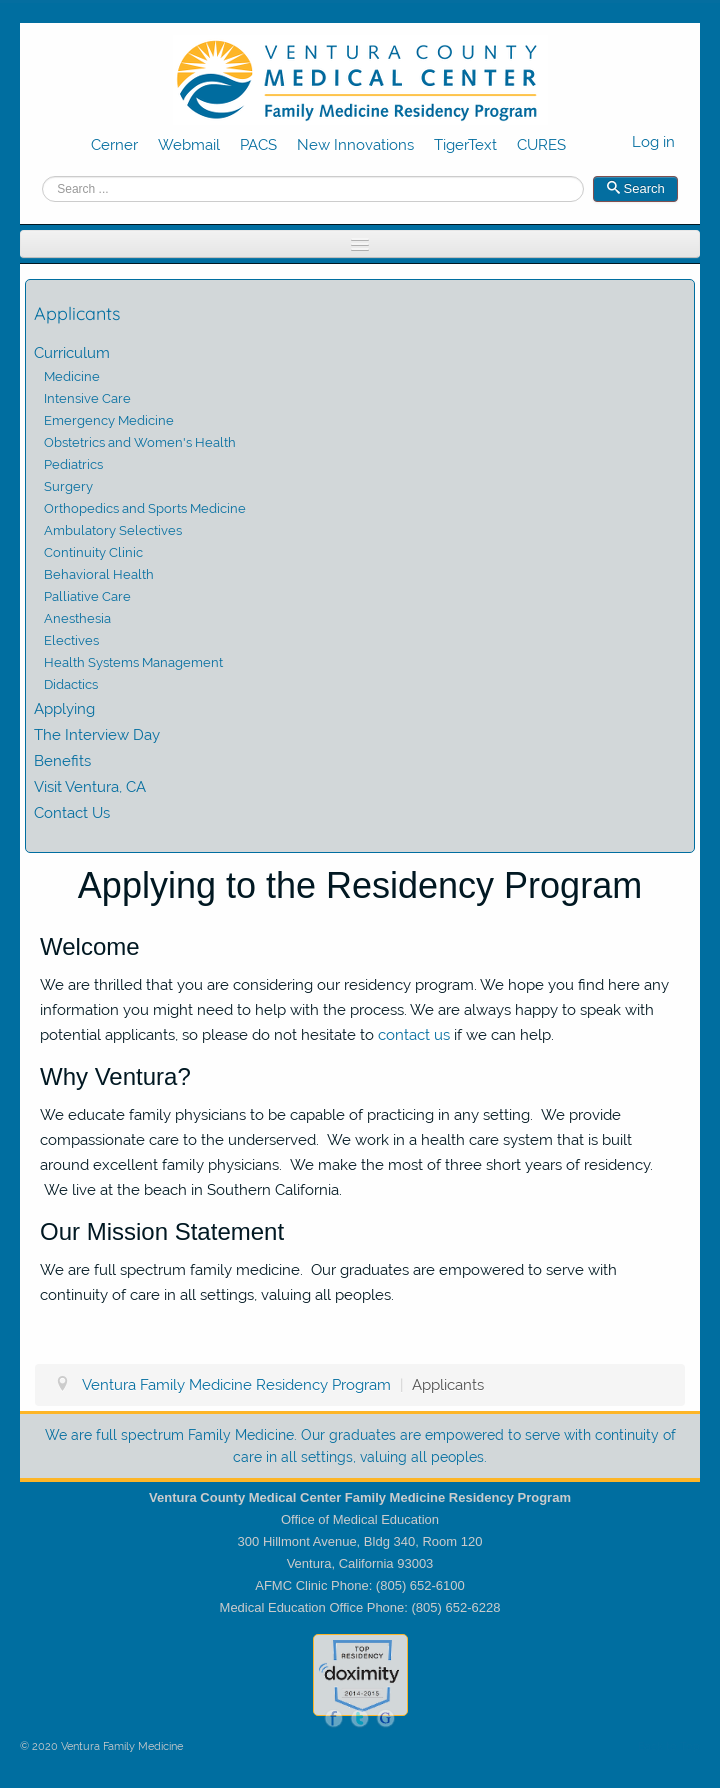 VENTURA COUNTY
MEDICAL CENTER
Family Medicine Residency Program
Cerner Webmail PACS New Innovations TigerText CURES Log in
Search ... Search
Applicants
Curriculum
Medicine
Intensive Care
Emergency Medicine
Obstetrics and Women's Health
Pediatrics
Surgery
Orthopedics and Sports Medicine
Ambulatory Selectives
Continuity Clinic
Behavioral Health
Palliative Care
Anesthesia
Electives
Health Systems Management
Didactics
Applying
The Interview Day
Benefits
Visit Ventura, CA
Contact Us
Applying to the Residency Program
Welcome
We are thrilled that you are considering our residency program. We hope you find here any
information you might need to help with the process. We are always happy to speak with
potential applicants, so please do not hesitate to contact us if we can help.
Why Ventura?
We educate family physicians to be capable of practicing in any setting. We provide
compassionate care to the underserved. We work in a health care system that is built
around excellent family physicians. We make the most of three short years of residency.
We live at the beach in Southern California.
Our Mission Statement
We are full spectrum family medicine. Our graduates are empowered to serve with
continuity of care in all settings, valuing all peoples.
Ventura Family Medicine Residency Program | Applicants
We are full spectrum Family Medicine. Our graduates are empowered to serve with continuity of
care in all settings, valuing all peoples.
Ventura County Medical Center Family Medicine Residency Program
Office of Medical Education
300 Hillmont Avenue, Bldg 340, Room 120
Ventura, California 93003
AFMC Clinic Phone: (805) 652-6100
Medical Education Office Phone: (805) 652-6228
TOP
RESIDENCY
doximity
2014-2015
f t G
© 2020 Ventura Family Medicine